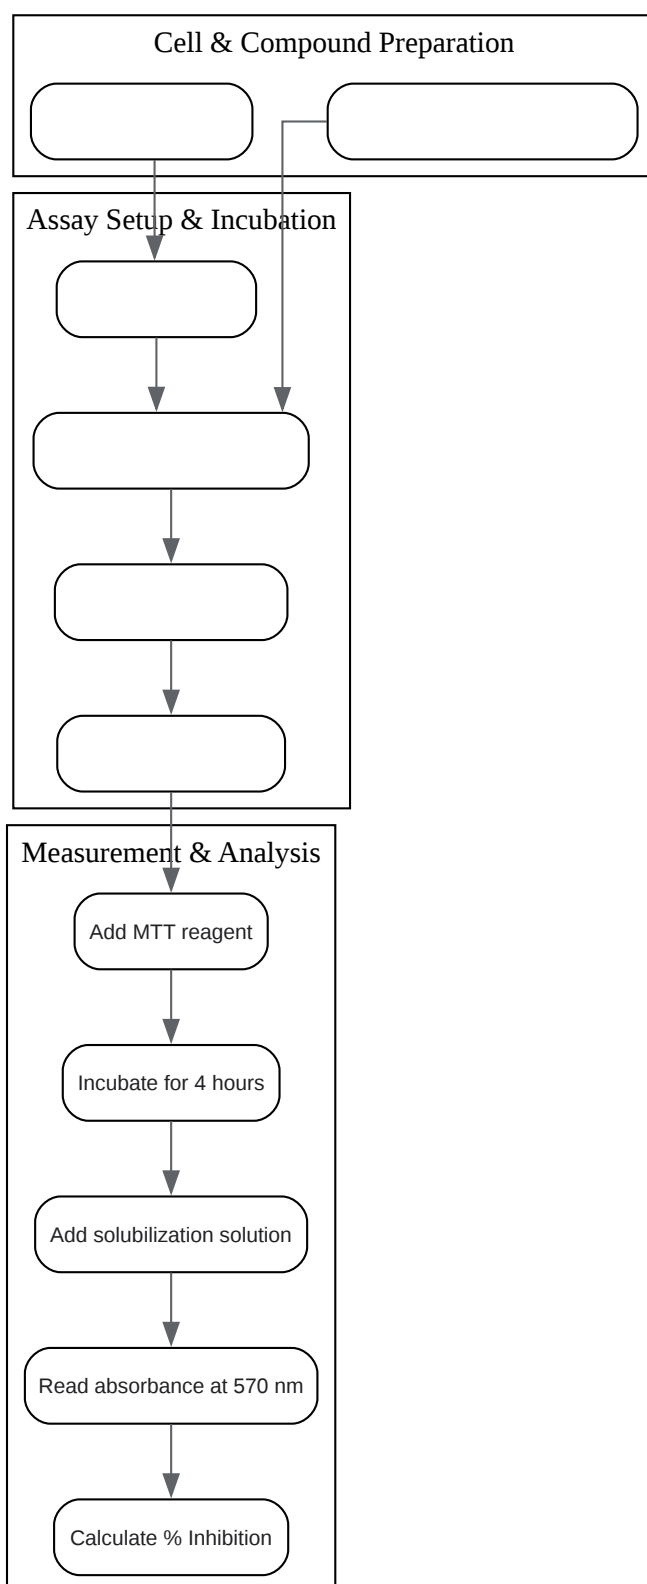 Cell & Compound Preparation
Assay Setup & Incubation
Measurement & Analysis
Add MTT reagent
Incubate for 4 hours
Add solubilization solution
Read absorbance at 570 nm
Calculate % Inhibition